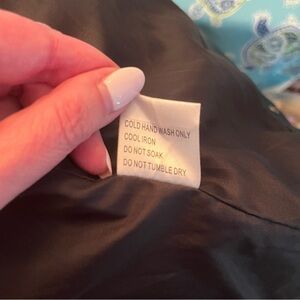 COLD HAND WASH ONLY
COOL IRON
DO NOT SOAK
DO NOT TUMBLE DRY